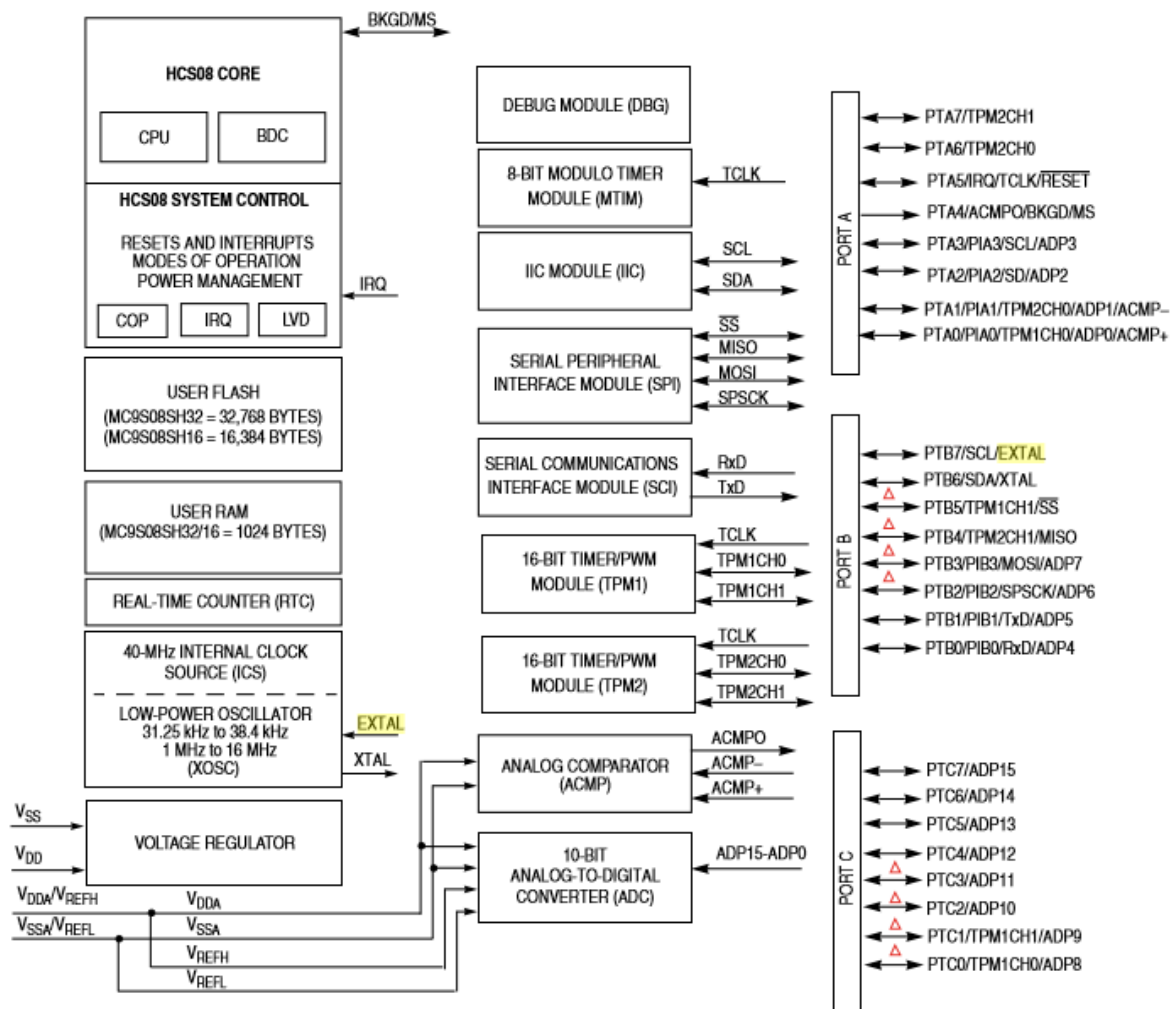 BKGD/MS
HCS08 CORE
CPU
BDC
HCS08 SYSTEM CONTROL
RESETS AND INTERRUPTS
MODES OF OPERATION
POWER MANAGEMENT
IRQ
COP
IRQ
LVD
USER FLASH
(MC9S08SH32 = 32,768 BYTES)
(MC9S08SH16 = 16,384 BYTES)
USER RAM
(MC9S08SH32/16 = 1024 BYTES)
REAL-TIME COUNTER (RTC)
40-MHz INTERNAL CLOCK
SOURCE (ICS)
LOW-POWER OSCILLATOR
31.25 kHz to 38.4 kHz
1 MHz to 16 MHz
(XOSC)
EXTAL
XTAL
VSS
VDD
VOLTAGE REGULATOR
VDDA/VREFH
VSSA/VREFL
VDDA
VSSA
VREFH
VREFL
DEBUG MODULE (DBG)
8-BIT MODULO TIMER
MODULE (MTIM)
TCLK
IIC MODULE (IIC)
SCL
SDA
SERIAL PERIPHERAL
INTERFACE MODULE (SPI)
SS
MISO
MOSI
SPSCK
SERIAL COMMUNICATIONS
INTERFACE MODULE (SCI)
RxD
TxD
16-BIT TIMER/PWM
MODULE (TPM1)
TCLK
TPM1CH0
TPM1CH1
16-BIT TIMER/PWM
MODULE (TPM2)
TCLK
TPM2CH0
TPM2CH1
ANALOG COMPARATOR
(ACMP)
ACMPO
ACMP–
ACMP+
10-BIT
ANALOG-TO-DIGITAL
CONVERTER (ADC)
ADP15-ADP0
PORT A
PTA7/TPM2CH1
PTA6/TPM2CH0
PTA5/IRQ/TCLK/RESET
PTA4/ACMPO/BKGD/MS
PTA3/PIA3/SCL/ADP3
PTA2/PIA2/SD/ADP2
PTA1/PIA1/TPM2CH0/ADP1/ACMP–
PTA0/PIA0/TPM1CH0/ADP0/ACMP+
PORT B
PTB7/SCL/EXTAL
PTB6/SDA/XTAL
PTB5/TPM1CH1/SS
PTB4/TPM2CH1/MISO
PTB3/PIB3/MOSI/ADP7
PTB2/PIB2/SPSCK/ADP6
PTB1/PIB1/TxD/ADP5
PTB0/PIB0/RxD/ADP4
PORT C
PTC7/ADP15
PTC6/ADP14
PTC5/ADP13
PTC4/ADP12
PTC3/ADP11
PTC2/ADP10
PTC1/TPM1CH1/ADP9
PTC0/TPM1CH0/ADP8